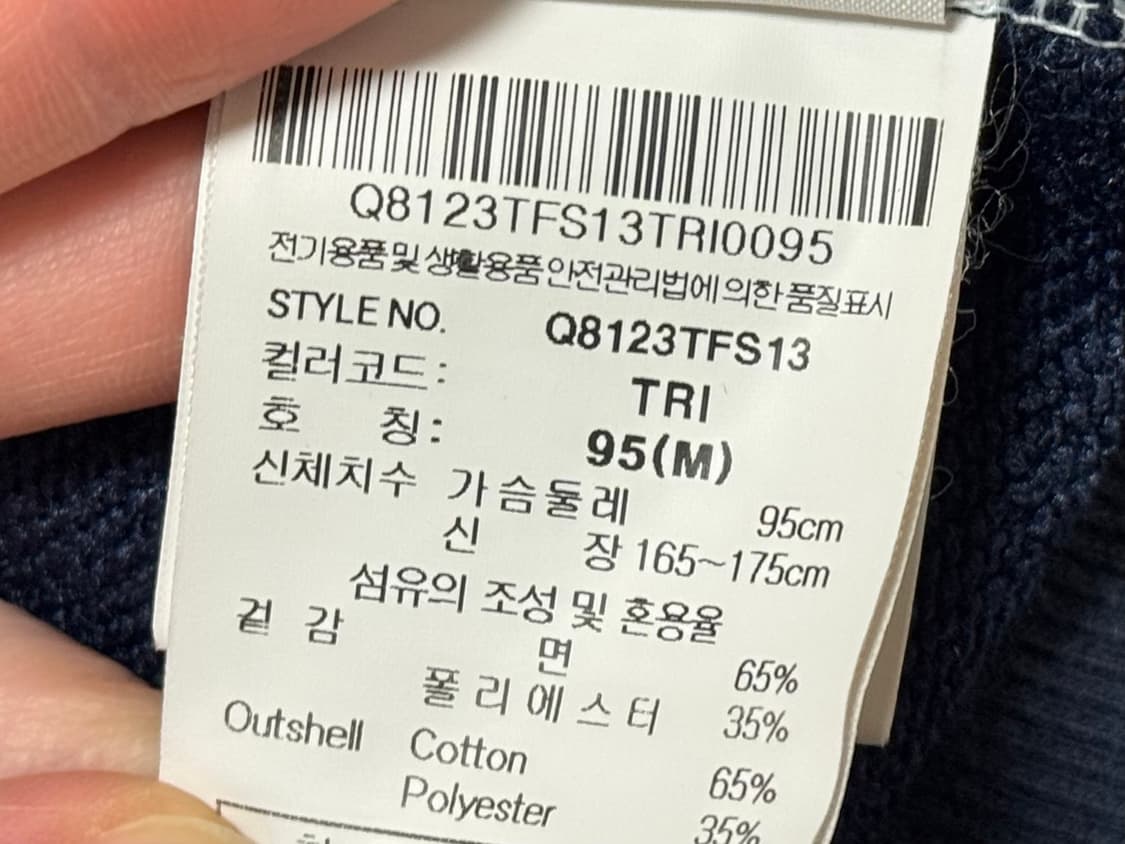 Q8123TFS13TRI0095
전기용품 및 생활용품 안전관리법에 의한 품질표시
STYLE NO. Q8123TFS13
컬러코드: TRI
호 칭: 95(M)
신체치수 가슴둘레 95cm
신 장 165~175cm
섬유의 조성 및 혼용율
겉 감 면 65%
폴리에스터 35%
Outshell Cotton 65%
Polyester 35%